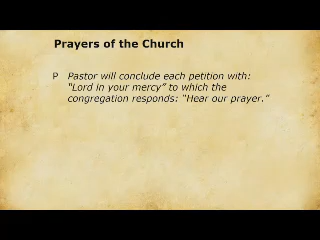 Prayers of the Church
P Pastor will conclude each petition with:
"Lord in your mercy" to which the
congregation responds: "Hear our prayer."